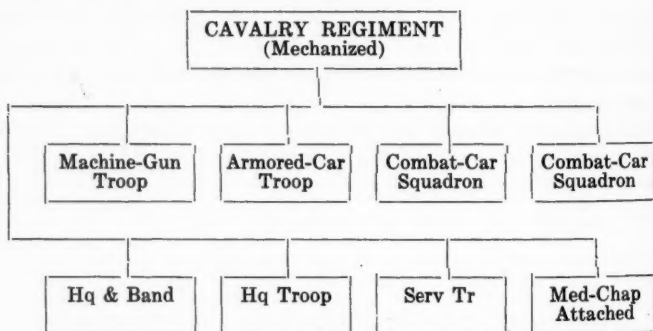 CAVALRY REGIMENT
(Mechanized)
Machine-Gun
Troop
Armored-Car
Troop
Combat-Car
Squadron
Combat-Car
Squadron
Hq & Band
Hq Troop
Serv Tr
Med-Chap
Attached